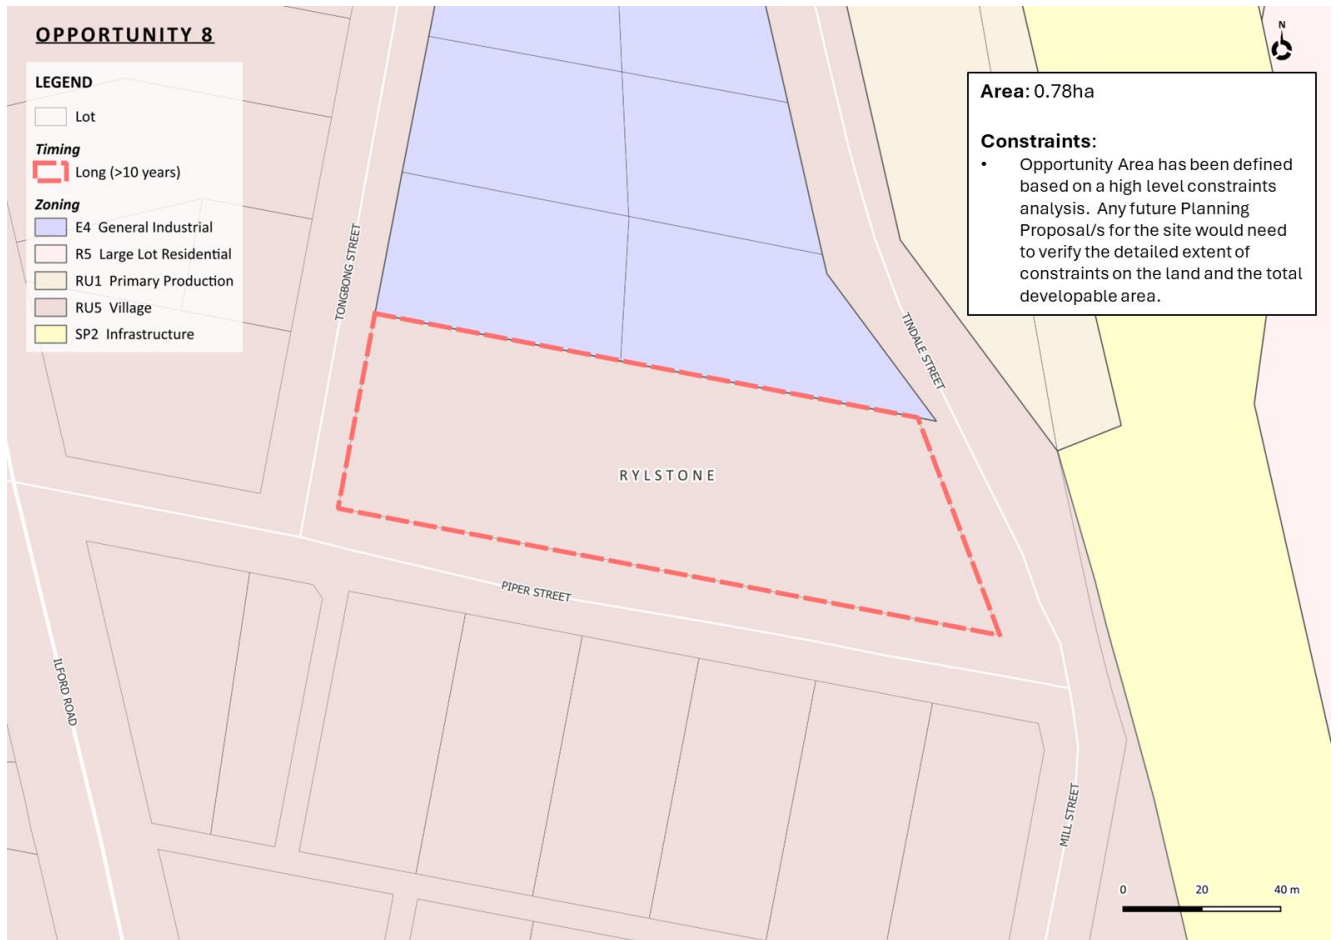 OPPORTUNITY 8
LEGEND
Lot
Timing
Long (>10 years)
Zoning
E4 General Industrial
R5 Large Lot Residential
RU1 Primary Production
RU5 Village
SP2 Infrastructure
N
Area: 0.78ha
Constraints:
• Opportunity Area has been defined
based on a high level constraints
analysis. Any future Planning
Proposal/s for the site would need
to verify the detailed extent of
constraints on the land and the total
developable area.
TONGBONG STREET
TINDALE STREET
RYLSTONE
PIPER STREET
ILFORD ROAD
MILL STREET
0 20 40 m